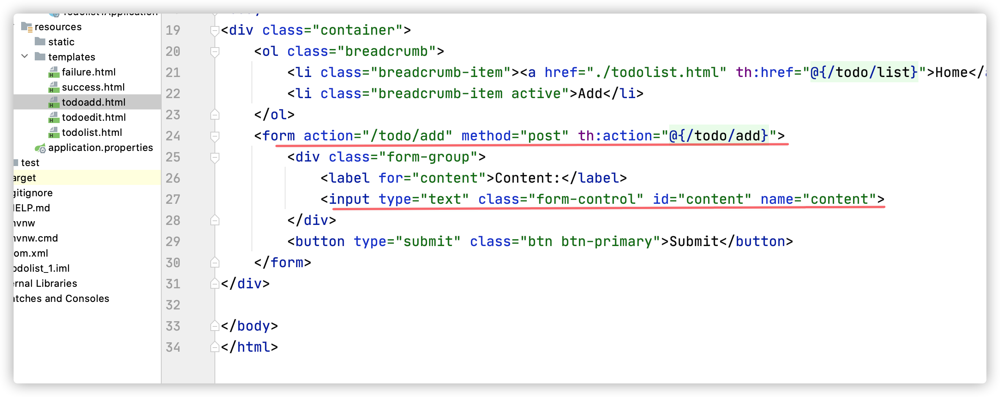 resources
static
templates
failure.html
success.html
todoadd.html
todoedit.html
todolist.html
application.properties
test
arget
gitignore
ELP.md
vnw
vnw.cmd
om.xml
odolist_1.iml
ernal Libraries
tches and Consoles
19 <div class="container">
20 <ol class="breadcrumb">
21 <li class="breadcrumb-item"><a href="./todolist.html" th:href="@{/todo/list}">Home</
22 <li class="breadcrumb-item active">Add</li>
23 </ol>
24 <form action="/todo/add" method="post" th:action="@{/todo/add}">
25 <div class="form-group">
26 <label for="content">Content:</label>
27 <input type="text" class="form-control" id="content" name="content">
28 </div>
29 <button type="submit" class="btn btn-primary">Submit</button>
30 </form>
31 </div>
32
33 </body>
34 </html>